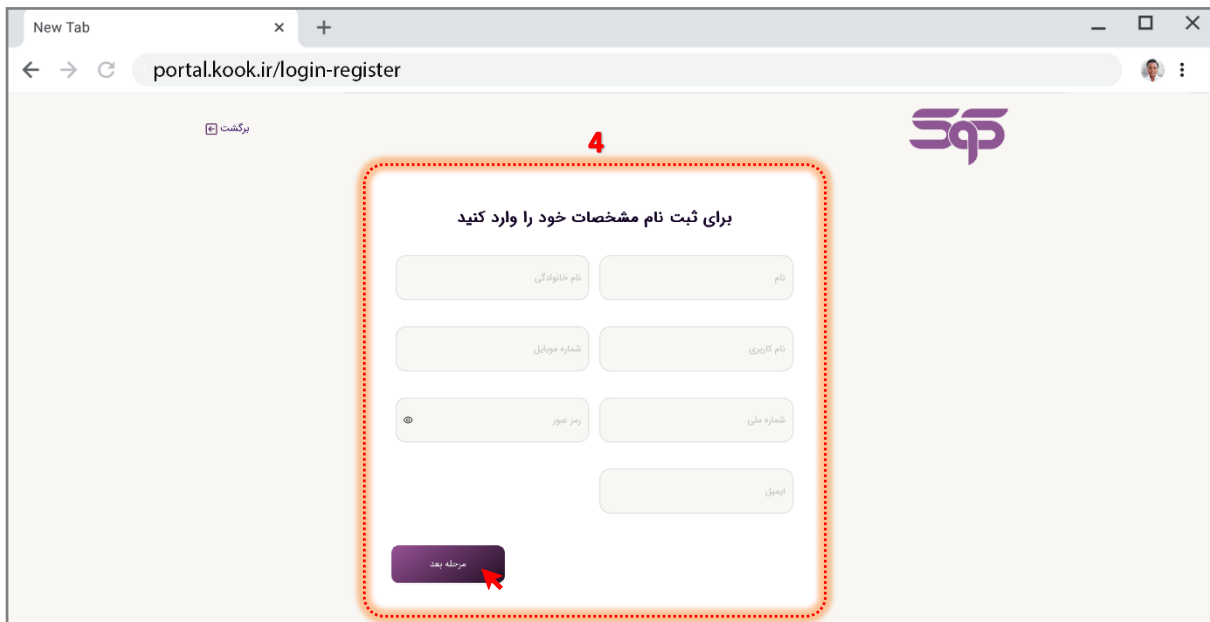 New Tab
portal.kook.ir/login-register
کوک
برگشت
4
برای ثبت نام مشخصات خود را وارد کنید
نام
نام خانوادگی
نام کاربری
شماره موبایل
شماره ملی
رمز عبور
ایمیل
مرحله بعد